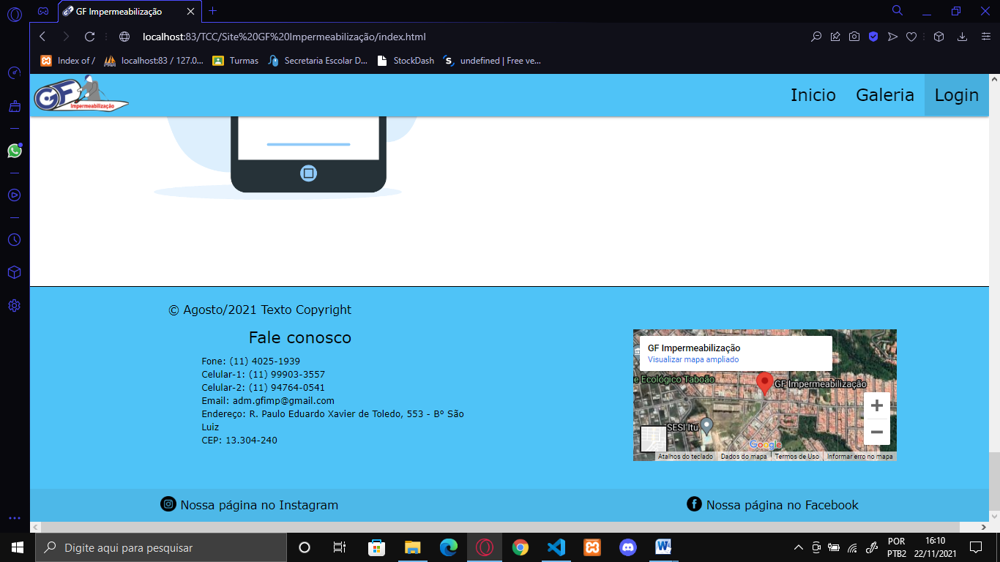 GF Impermeabilização
localhost:83/TCC/Site%20GF%20Impermeabilização/index.html
Index of /
localhost:83 / 127.0...
Turmas
Secretaria Escolar D...
StockDash
undefined | Free ve...
GF
Impermeabilização
Inicio
Galeria
Login
© Agosto/2021 Texto Copyright
Fale conosco
Fone: (11) 4025-1939
Celular-1: (11) 99903-3557
Celular-2: (11) 94764-0541
Email: adm.gfimp@gmail.com
Endereço: R. Paulo Eduardo Xavier de Toledo, 553 - B° São
Luiz
CEP: 13.304-240
GF Impermeabilização
Visualizar mapa ampliado
e Ecológico Taboão
GF Impermeabilização
SESI Itu
Google
Atalhos do teclado
Dados do mapa
Termos de Uso
Informar erro no mapa
Nossa página no Instagram
Nossa página no Facebook
Digite aqui para pesquisar
POR
PTB2
16:10
22/11/2021